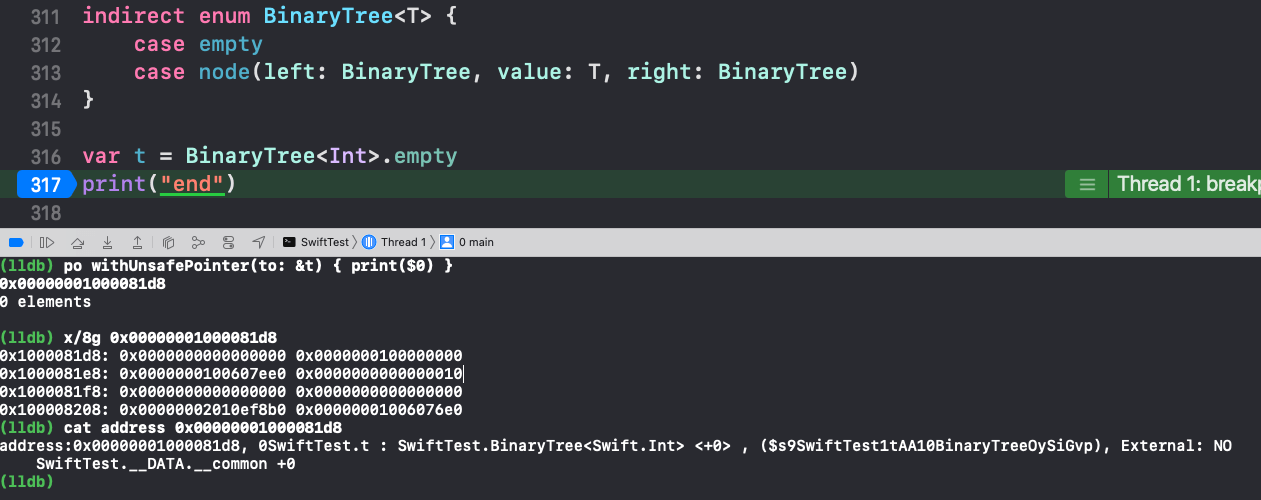 311 indirect enum BinaryTree<T> {
312     case empty
313     case node(left: BinaryTree, value: T, right: BinaryTree)
314 }
315
316 var t = BinaryTree<Int>.empty
317 print("end") Thread 1: breakp
318
SwiftTest Thread 1 0 main
(lldb) po withUnsafePointer(to: &t) { print($0) }
0x00000001000081d8
0 elements
(lldb) x/8g 0x00000001000081d8
0x1000081d8: 0x0000000000000000 0x0000000100000000
0x1000081e8: 0x0000000100607ee0 0x0000000000000010
0x1000081f8: 0x0000000000000000 0x0000000000000000
0x100008208: 0x00000002010ef8b0 0x00000001006076e0
(lldb) cat address 0x00000001000081d8
address:0x00000001000081d8, 0SwiftTest.t : SwiftTest.BinaryTree<Swift.Int> <+0> , ($s9SwiftTest1tAA10BinaryTreeOySiGvp), External: NO
    SwiftTest.__DATA.__common +0
(lldb)